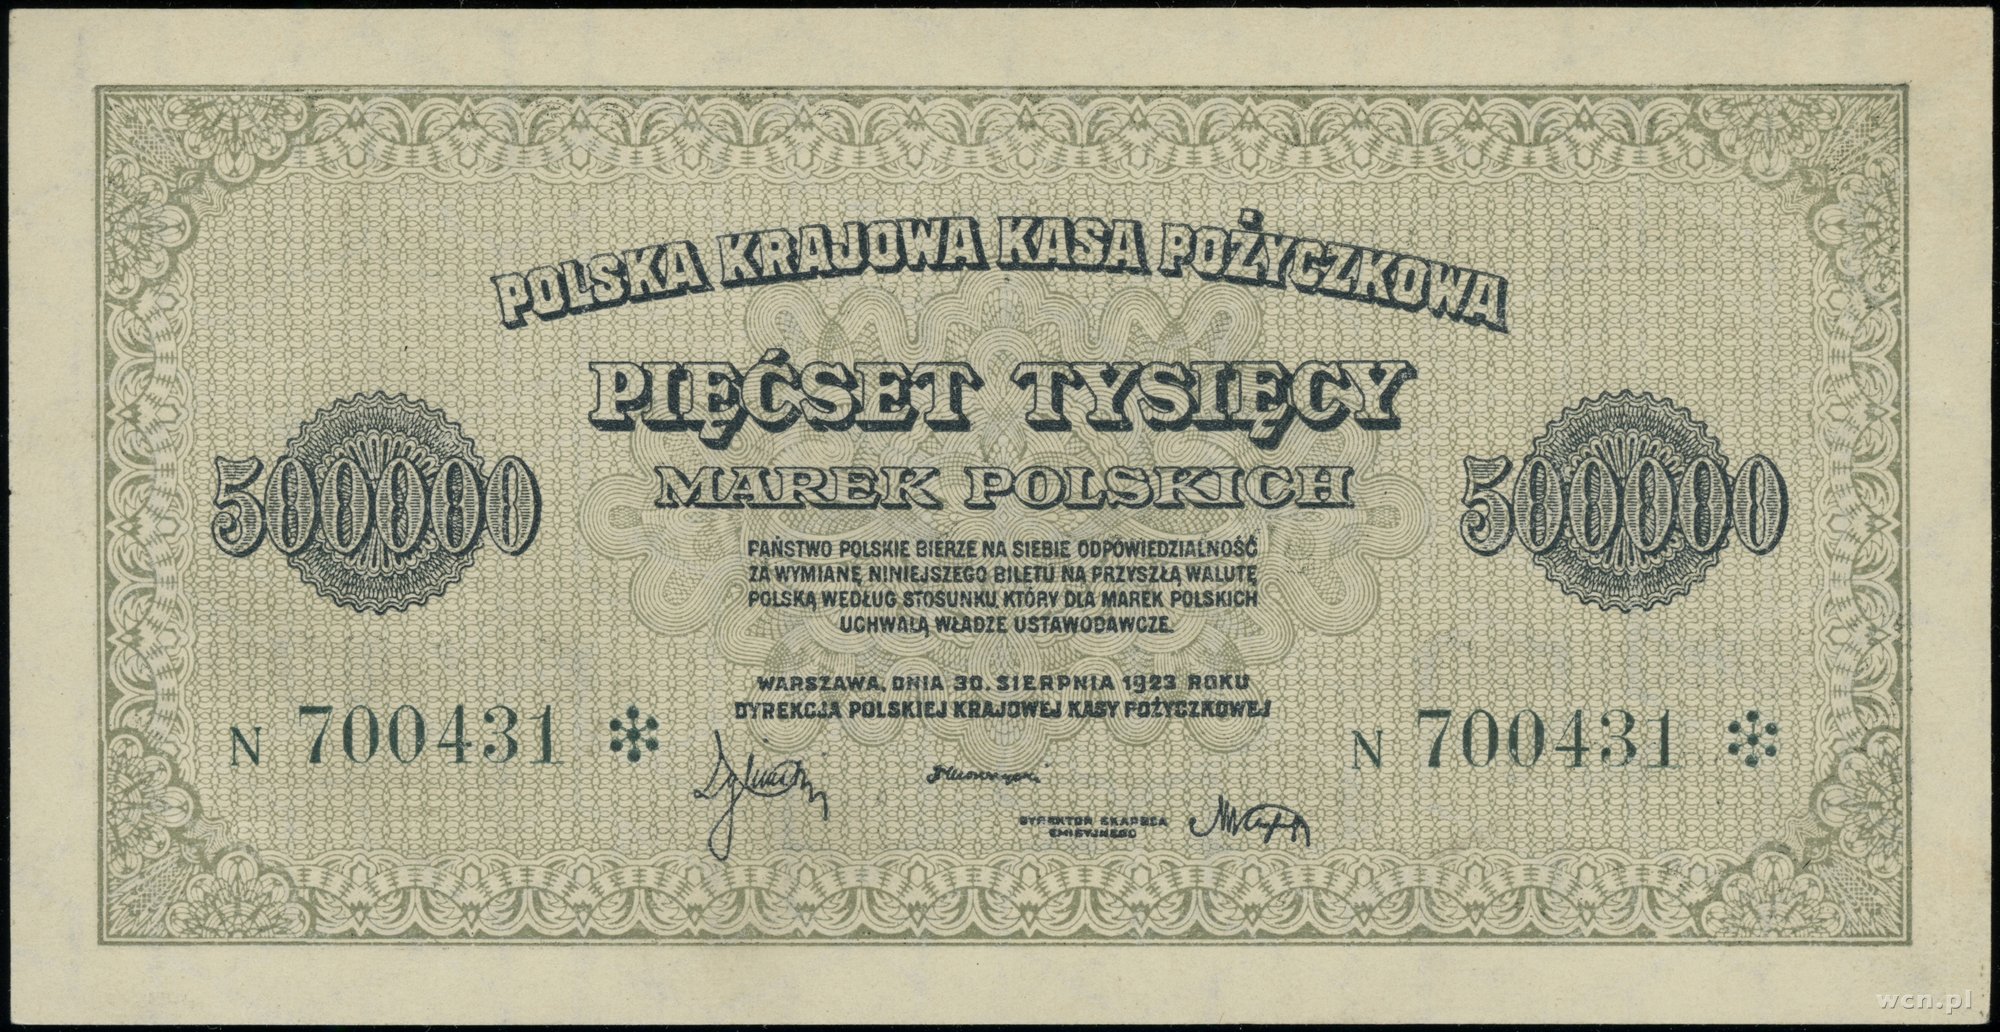 POLSKA KRAJOWA KASA POŻYCZKOWA
PIĘĆSET TYSIĘCY
MAREK POLSKICH
500000
500000
PAŃSTWO POLSKIE BIERZE NA SIEBIE ODPOWIEDZIALNOŚĆ
ZA WYMIANĘ NINIEJSZEGO BILETU NA PRZYSZŁĄ WALUTĘ
POLSKĄ WEDŁUG STOSUNKU, KTÓRY DLA MAREK POLSKICH
UCHWALĄ WŁADZE USTAWODAWCZE.
WARSZAWA, DNIA 30. SIERPNIA 1923 ROKU
DYREKCJA POLSKIEJ KRAJOWEJ KASY POŻYCZKOWEJ
N 700431 *
N 700431 *
DYREKTOR SKARBCA
EMISYJNEGO
wcn.pl